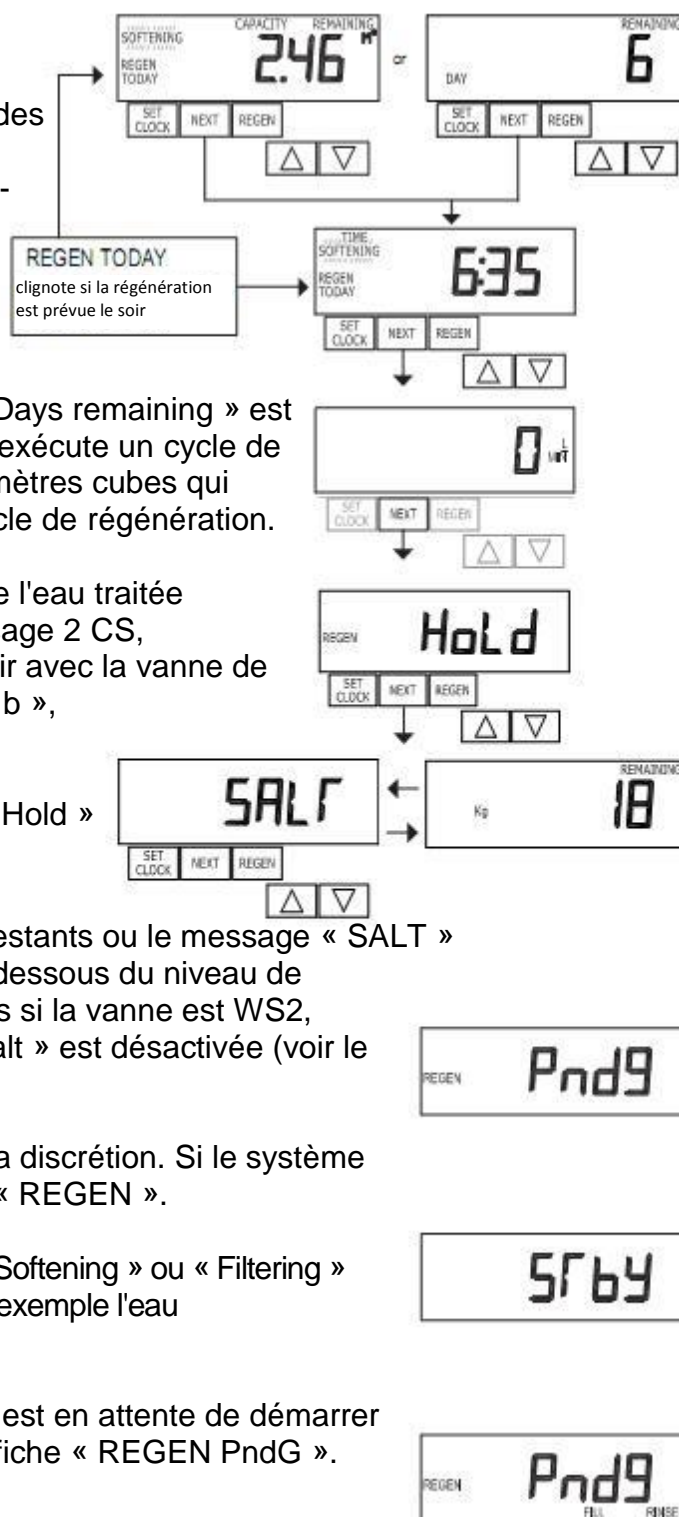 CAPACITY REMAINING
SOFTENING
2.46 m³
REGEN
TODAY
SET
CLOCK
NEXT
REGEN
or
REMAINING
DAY
6
SET
CLOCK
NEXT
REGEN
des
-
REGEN TODAY
clignote si la régénération
est prévue le soir
TIME
SOFTENING
REGEN
TODAY
6:35
SET
CLOCK
NEXT
REGEN
Days remaining » est
exécute un cycle de
mètres cubes qui
cle de régénération.
0
SET
CLOCK
NEXT
REGEN
e l'eau traitée
age 2 CS,
ir avec la vanne de
b »,
REGEN
HoLd
SET
CLOCK
NEXT
REGEN
Hold »
SALT
SET
CLOCK
NEXT
REGEN
REMAINING
Kg
18
estants ou le message « SALT »
dessous du niveau de
s si la vanne est WS2,
alt » est désactivée (voir le
REGEN
Pndg
a discrétion. Si le système
« REGEN ».
Softening » ou « Filtering »
exemple l'eau
STbY
est en attente de démarrer
fiche « REGEN PndG ».
REGEN
Pndg
FILL RINSE